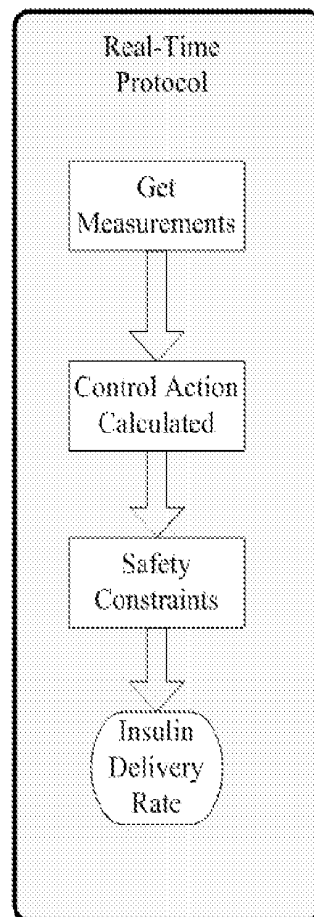 Real-Time
Protocol
Get
Measurements
Control Action
Calculated
Safety
Constraints
Insulin
Delivery
Rate